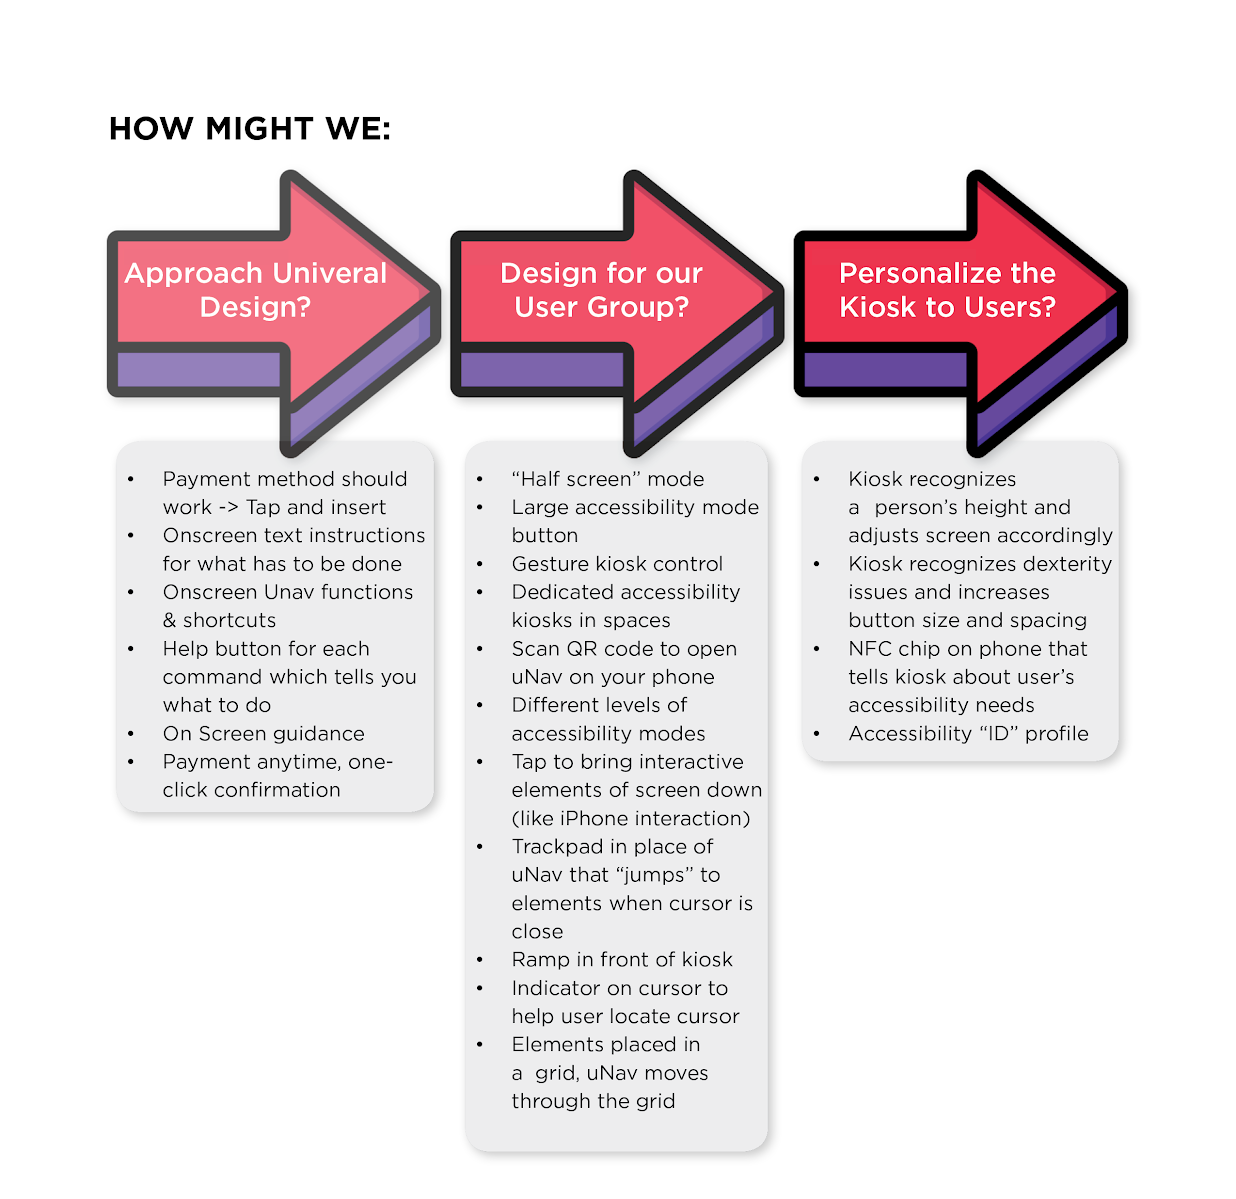 HOW MIGHT WE:
Approach Univeral
Design?
Design for our
User Group?
Personalize the
Kiosk to Users?
• Payment method should
work -> Tap and insert
• Onscreen text instructions
for what has to be done
• Onscreen Unav functions
& shortcuts
• Help button for each
command which tells you
what to do
• On Screen guidance
• Payment anytime, one-
click confirmation
• “Half screen” mode
• Large accessibility mode
button
• Gesture kiosk control
• Dedicated accessibility
kiosks in spaces
• Scan QR code to open
uNav on your phone
• Different levels of
accessibility modes
• Tap to bring interactive
elements of screen down
(like iPhone interaction)
• Trackpad in place of
uNav that “jumps” to
elements when cursor is
close
• Ramp in front of kiosk
• Indicator on cursor to
help user locate cursor
• Elements placed in
a  grid, uNav moves
through the grid
• Kiosk recognizes
a  person’s height and
adjusts screen accordingly
• Kiosk recognizes dexterity
issues and increases
button size and spacing
• NFC chip on phone that
tells kiosk about user’s
accessibility needs
• Accessibility “ID” profile